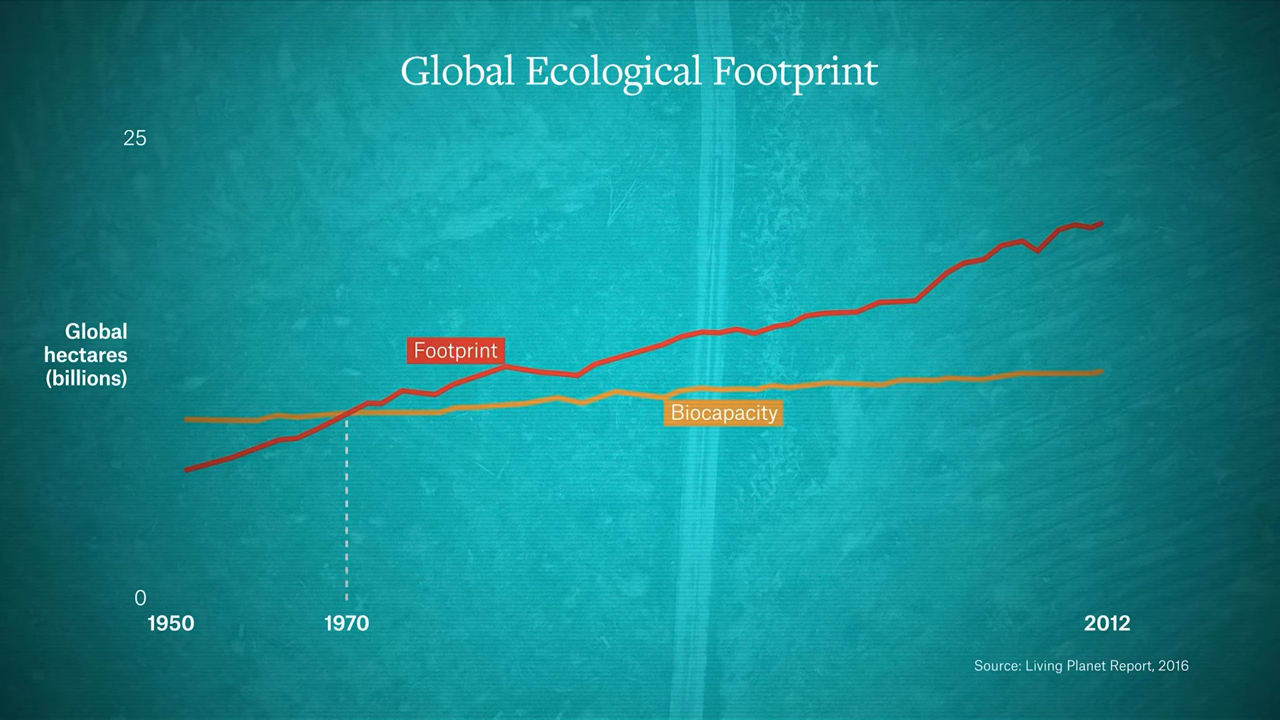 Global Ecological Footprint
25
Global
hectares
(billions)
Footprint
Biocapacity
0
1950 1970 2012
Source: Living Planet Report, 2016